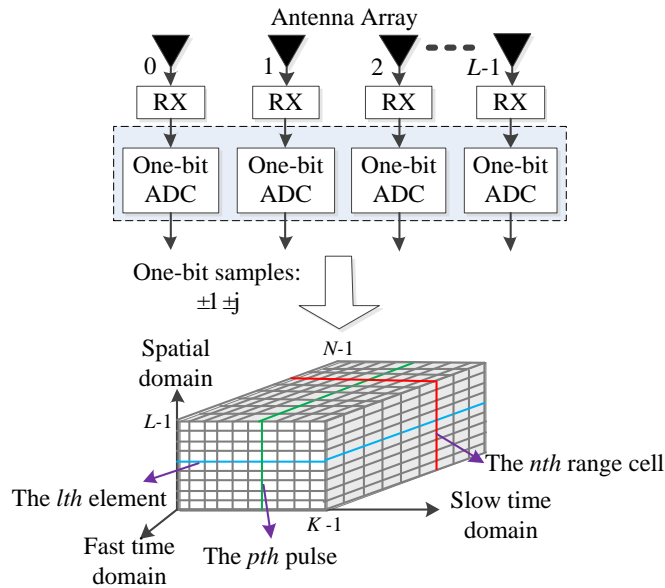 Antenna Array
0
1
2
L-1
RX
RX
RX
RX
One-bit
ADC
One-bit
ADC
One-bit
ADC
One-bit
ADC
One-bit samples:
±1 ±j
N-1
Spatial
domain
L-1
The nth range cell
The lth element
K-1
Slow time
domain
Fast time
domain
The pth pulse